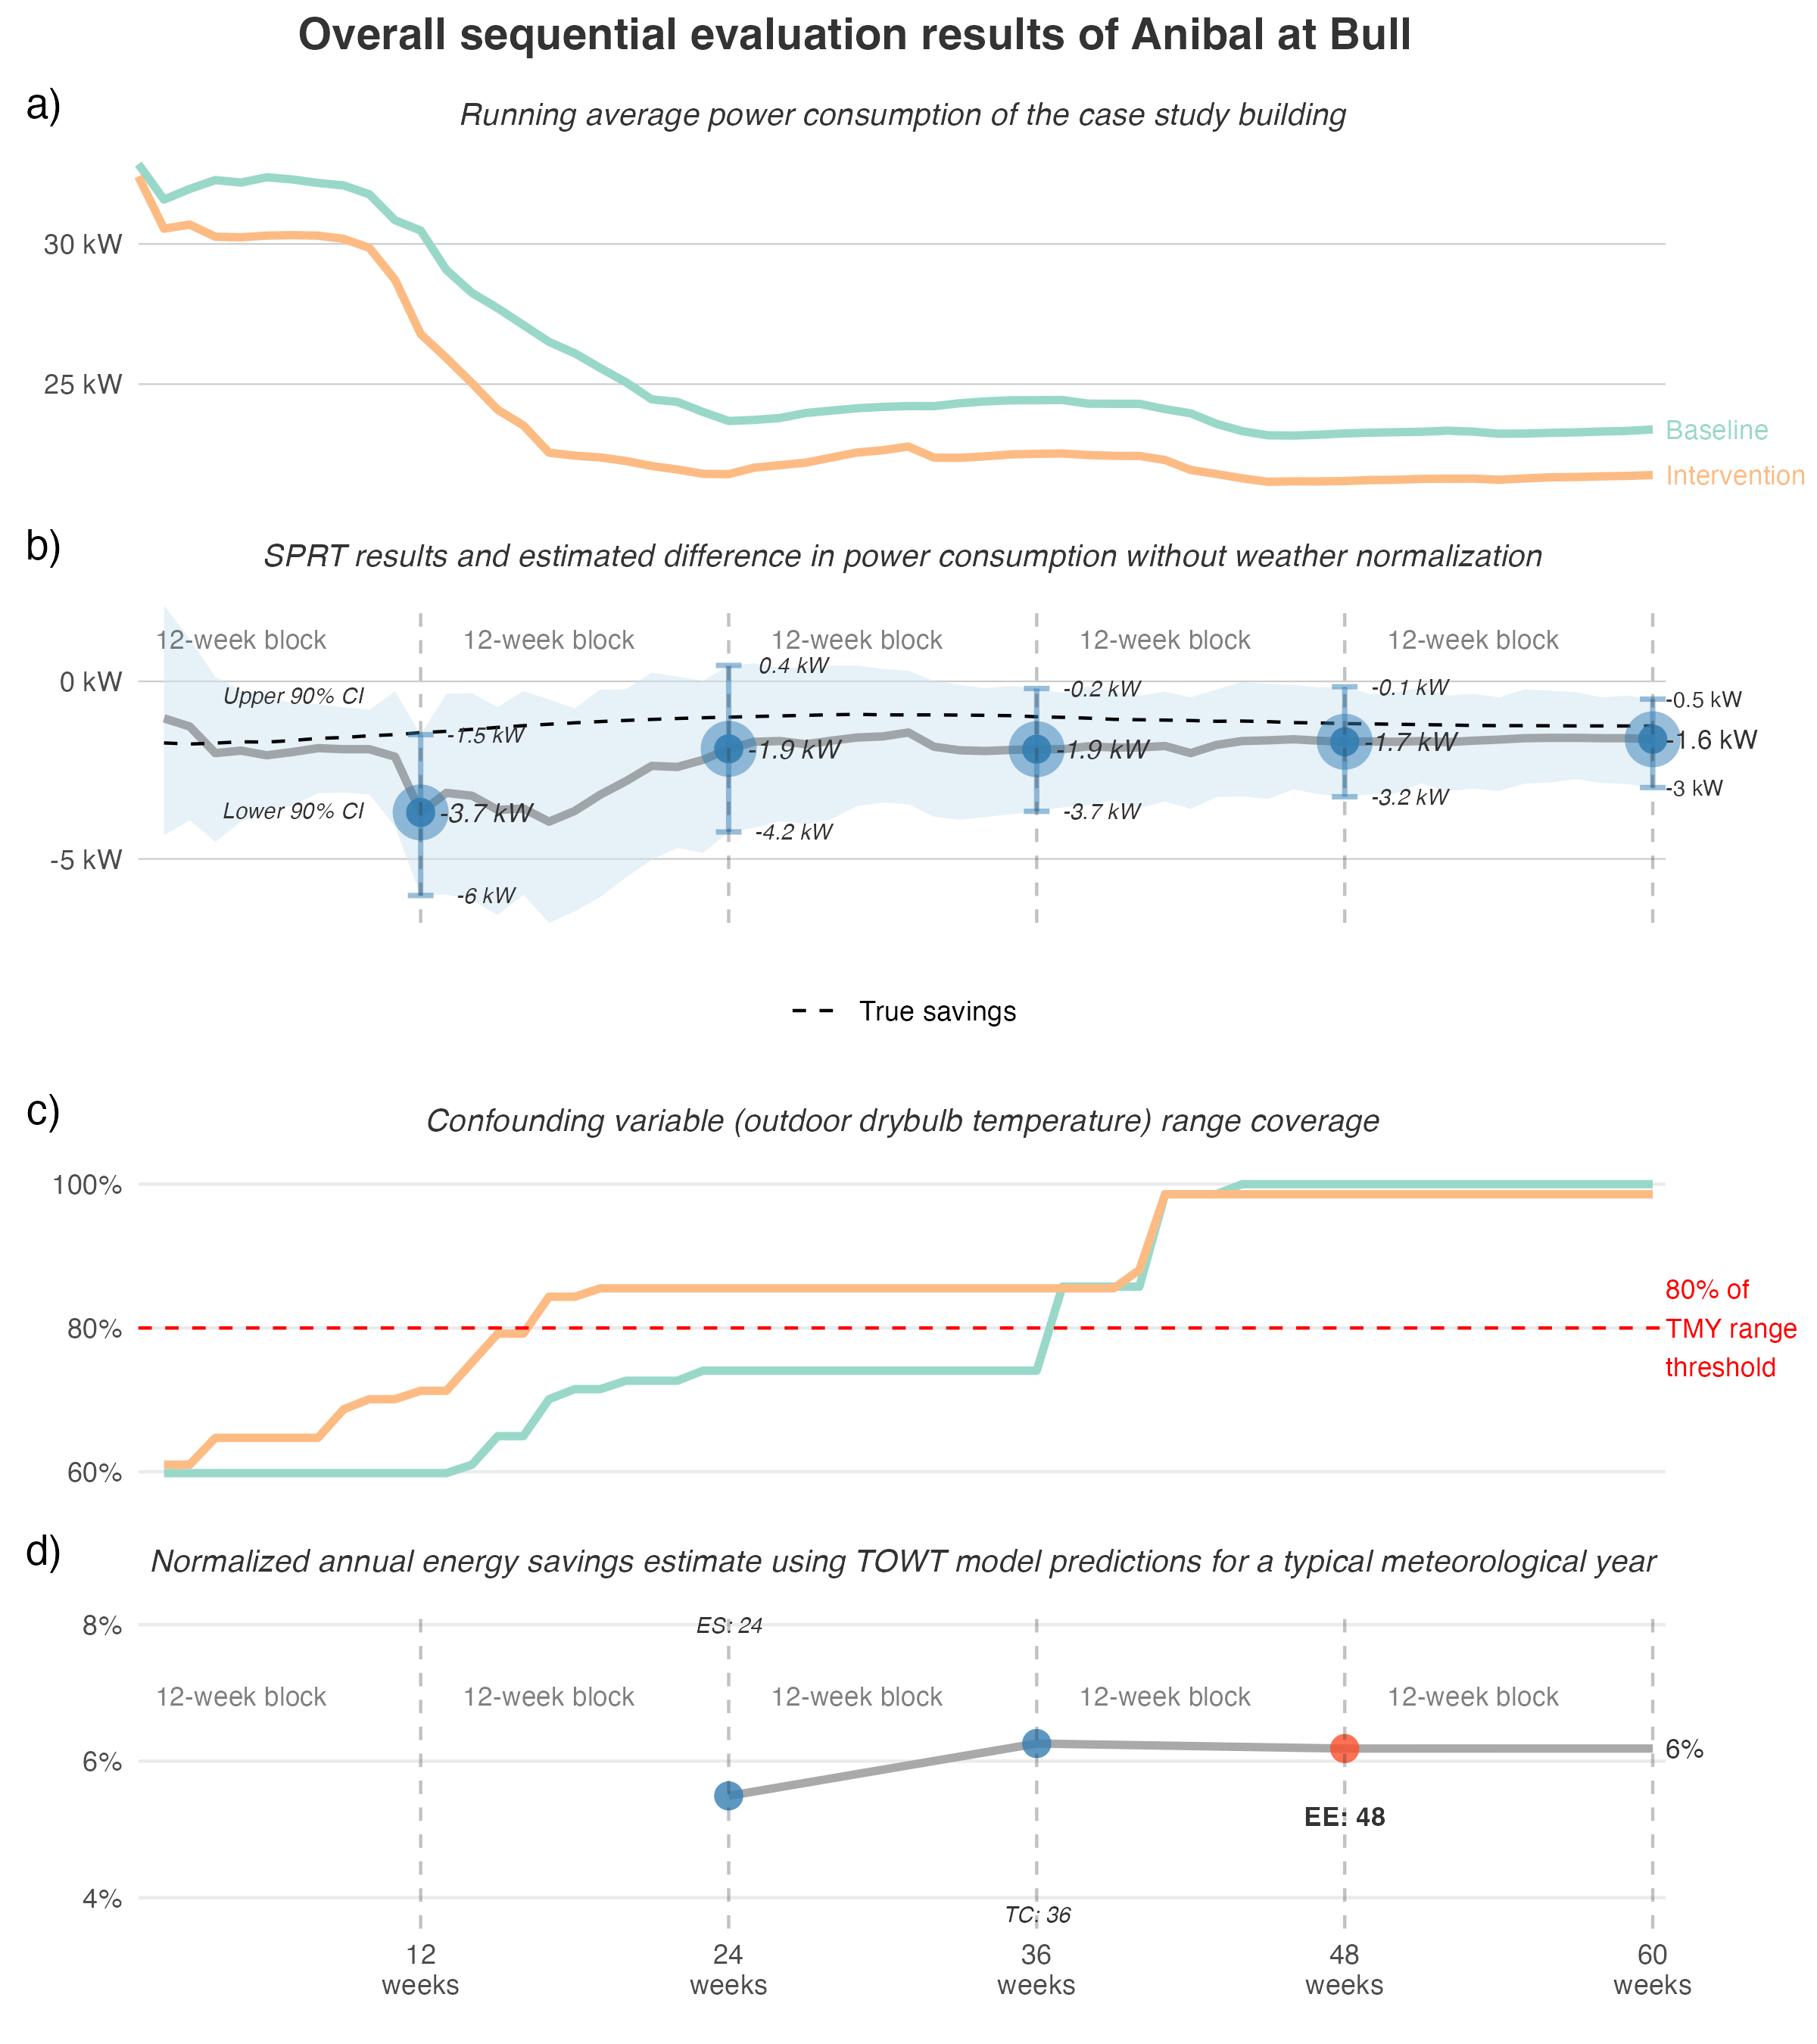 Overall sequential evaluation results of Anibal at Bull
a)
Running average power consumption of the case study building
30 kW
25 kW
Baseline
Intervention
b)
SPRT results and estimated difference in power consumption without weather normalization
12-week block
12-week block
12-week block
12-week block
12-week block
0 kW
-5 kW
Upper 90% CI
Lower 90% CI
-1.5 kW
-3.7 kW
-6 kW
0.4 kW
-1.9 kW
-4.2 kW
-0.2 kW
-1.9 kW
-3.7 kW
-0.1 kW
-1.7 kW
-3.2 kW
-0.5 kW
-1.6 kW
-3 kW
True savings
c)
Confounding variable (outdoor drybulb temperature) range coverage
100%
80%
60%
80% of
TMY range
threshold
d)
Normalized annual energy savings estimate using TOWT model predictions for a typical meteorological year
8%
6%
4%
ES: 24
12-week block
12-week block
12-week block
12-week block
12-week block
6%
EE: 48
TC: 36
12
weeks
24
weeks
36
weeks
48
weeks
60
weeks